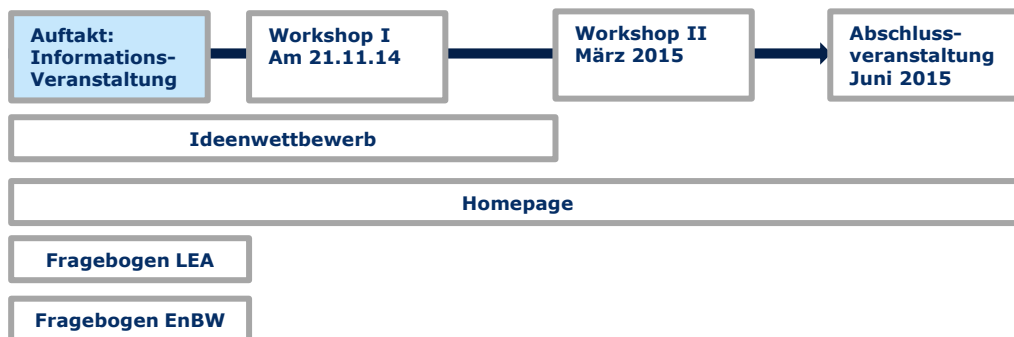 Auftakt:
Informations-
Veranstaltung
Workshop I
Am 21.11.14
Workshop II
März 2015
Abschluss-
veranstaltung
Juni 2015
Ideenwettbewerb
Homepage
Fragebogen LEA
Fragebogen EnBW